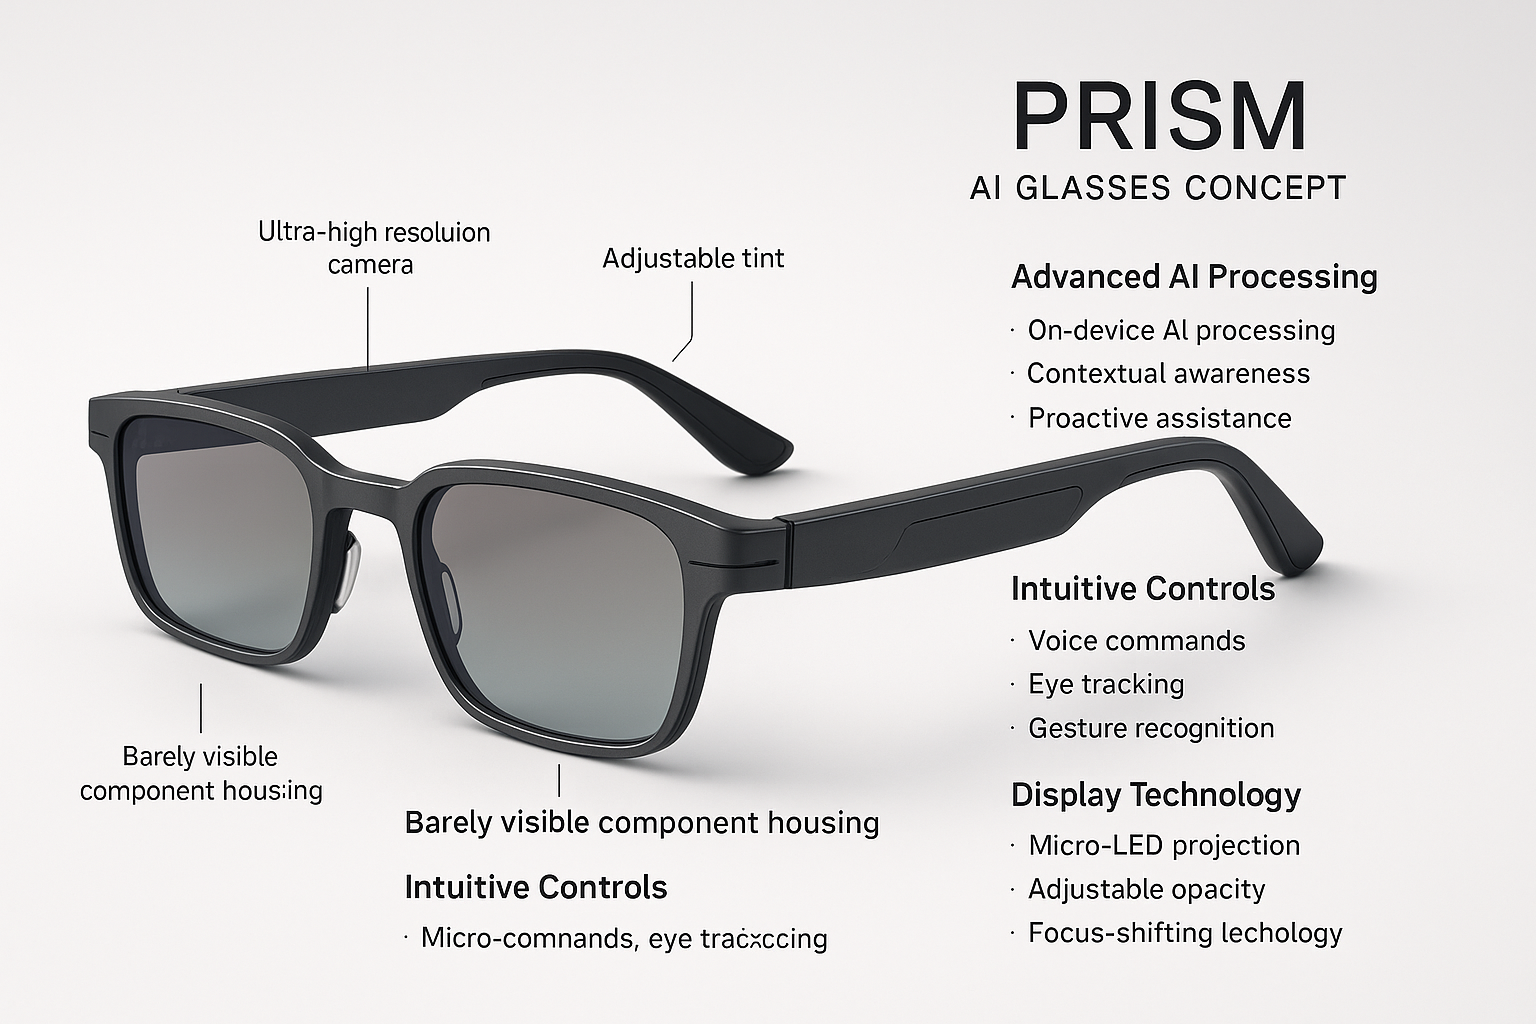 PRISM
AI GLASSES CONCEPT
Ultra-high resoluion
camera
Adjustable tint
Advanced AI Processing
· On-device Al processing
· Contextual awareness
· Proactive assistance
Intuitive Controls
· Voice commands
· Eye tracking
· Gesture recognition
Barely visible
component housing
Barely visible component housing
Intuitive Controls
· Micro-comnands, eye
Display Technology
· Micro-LED projection
· Adjustable opacity
· Focus-shifting lechology